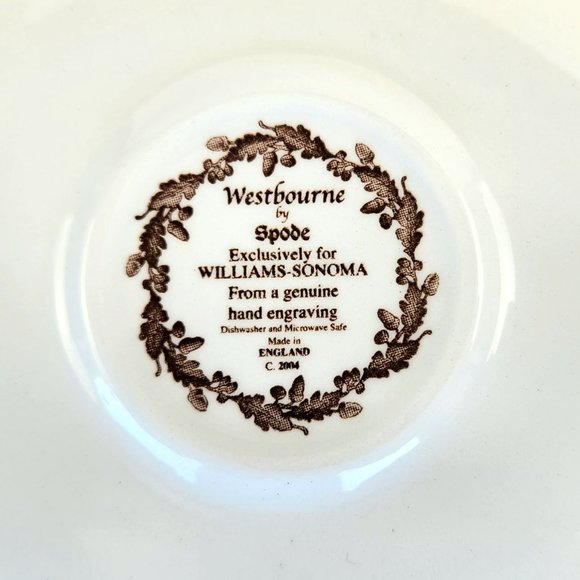 Westbourne
by
Spode
Exclusively for
WILLIAMS-SONOMA
From a genuine
hand engraving
Dishwasher and Microwave Safe
Made in
ENGLAND
C. 2004